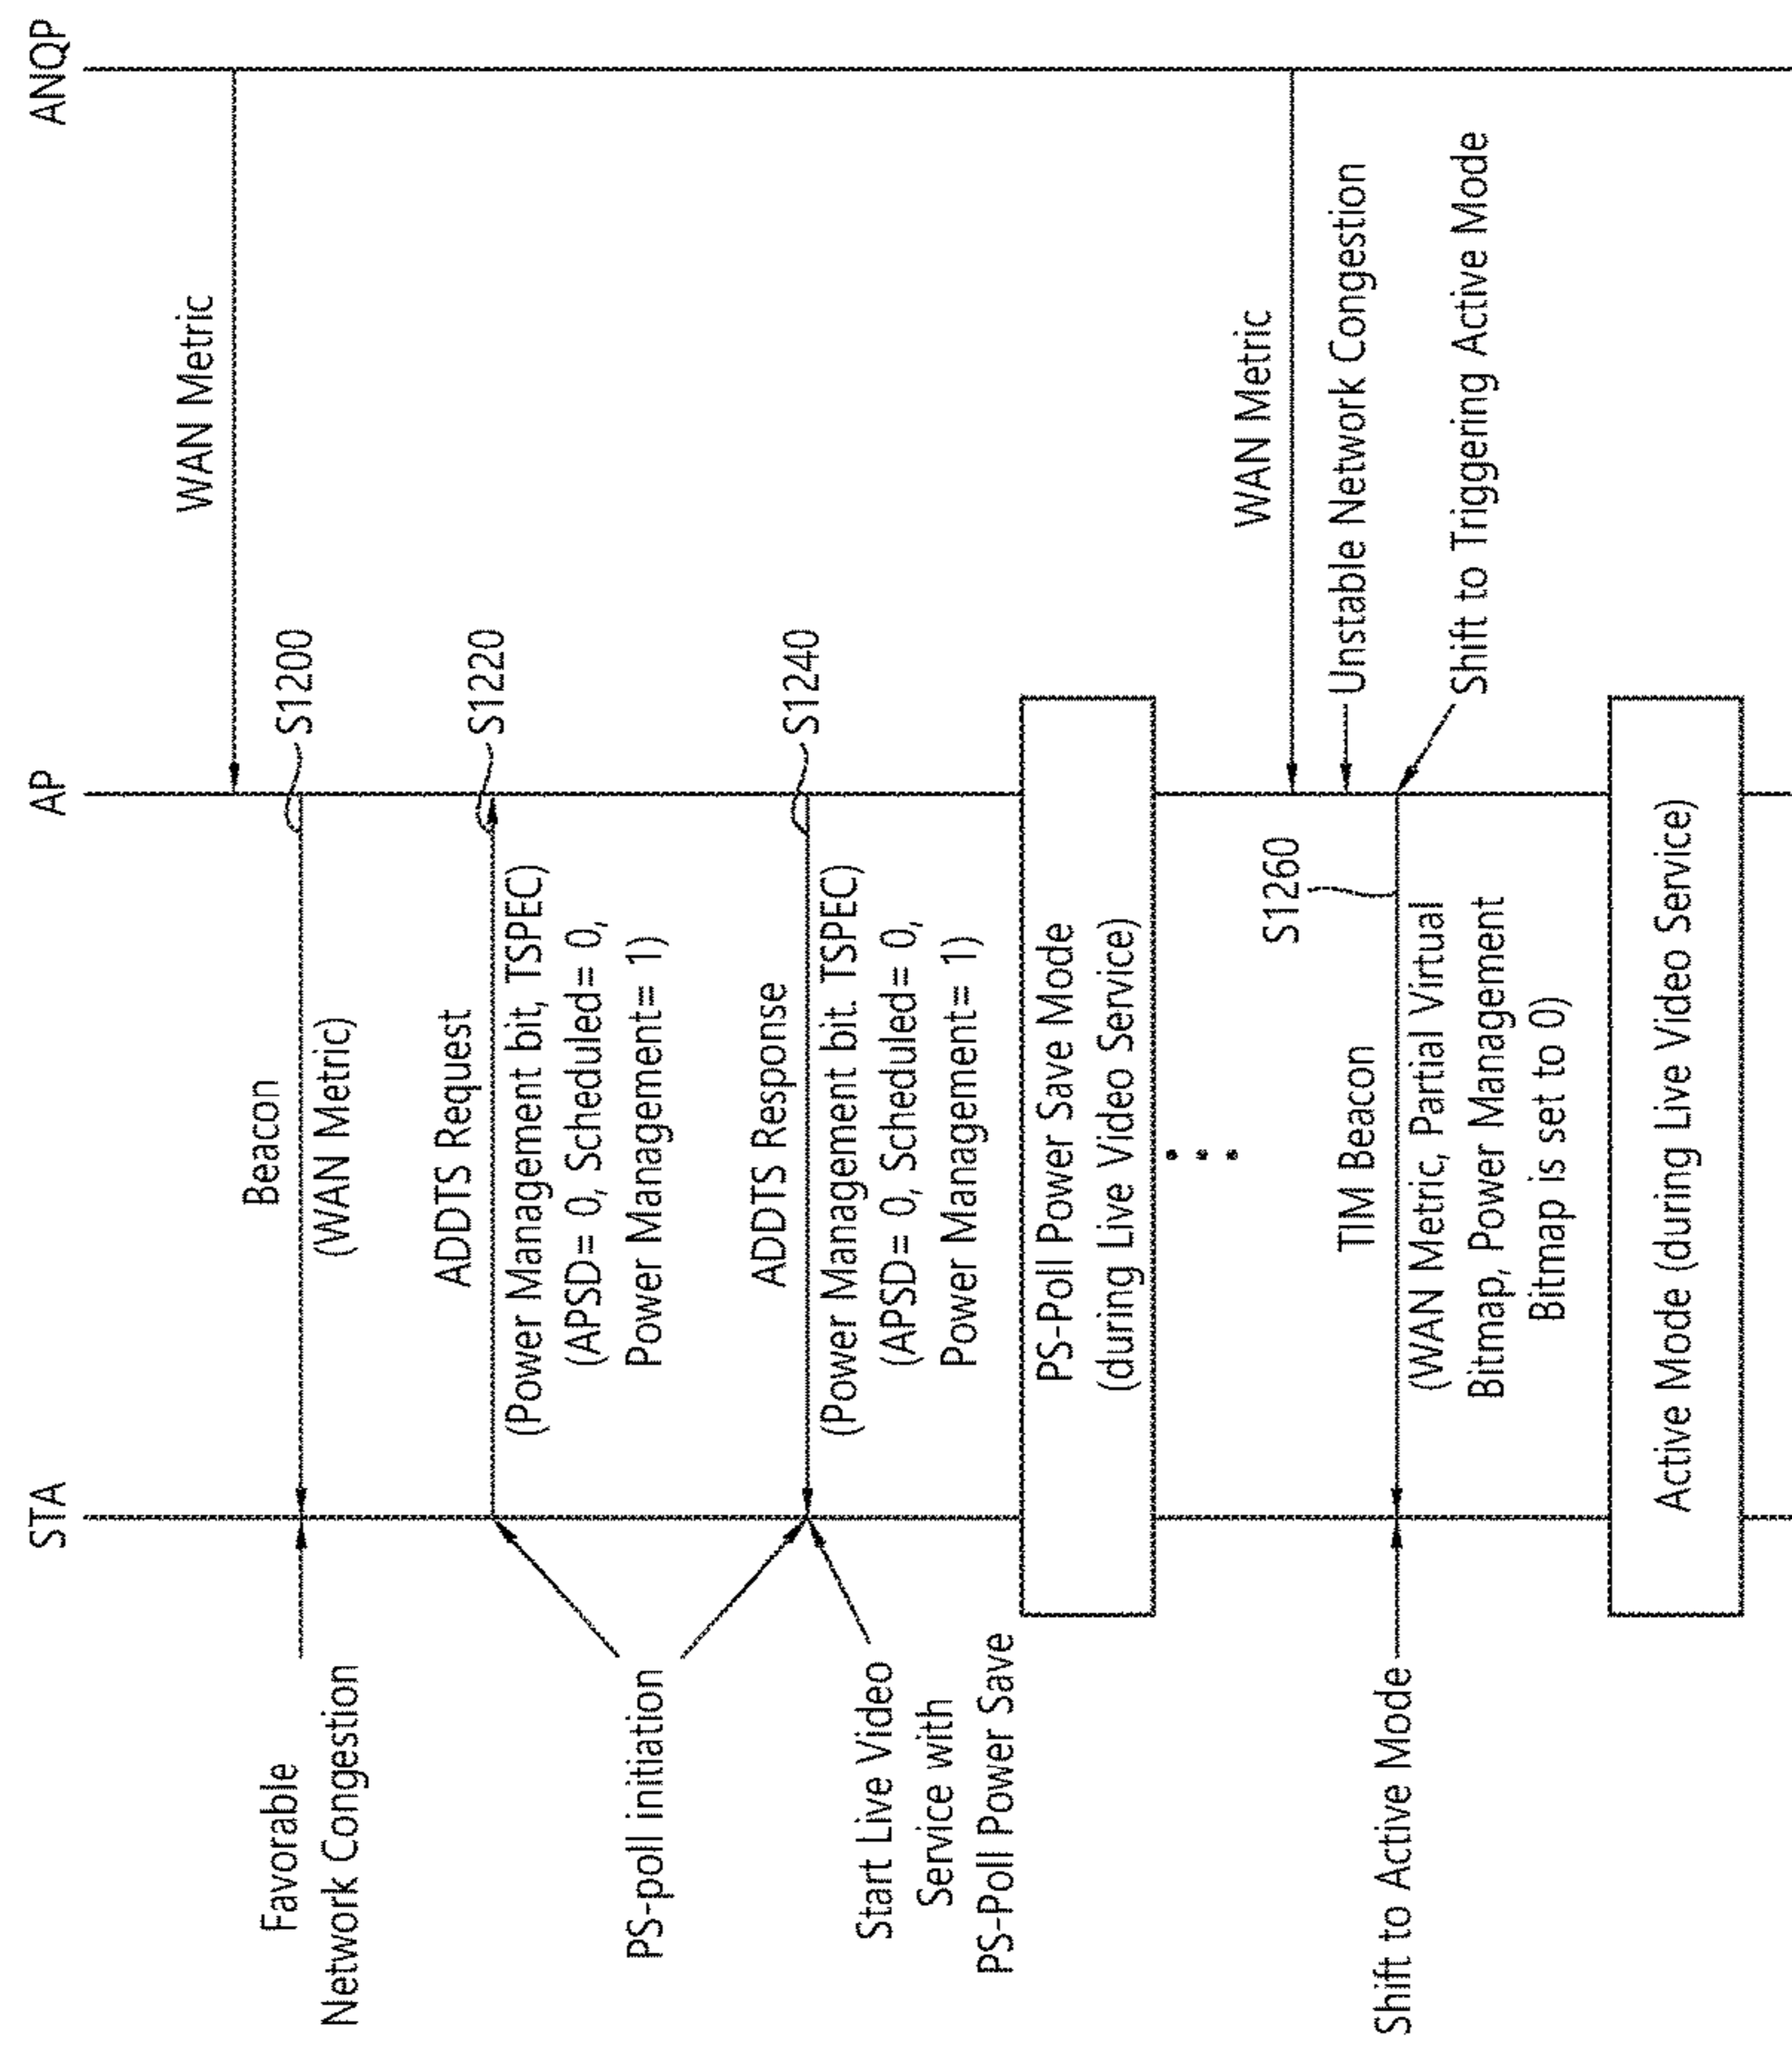 STA
AP
ANQP
WAN Metric
S1200
Beacon
(WAN Metric)
Favorable
Network Congestion
S1220
ADDTS Request
(Power Management bit, TSPEC)
(APSD= 0, Scheduled= 0,
Power Management= 1)
PS-poll initiation
S1240
ADDTS Response
(Power Management bit. TSPEC)
(APSD= 0, Scheduled= 0,
Power Management= 1)
Start Live Video
Service with
PS-Poll Power Save
PS-Poll Power Save Mode
(during Live Video Service)
WAN Metric
Unstable Network Congestion
Shift to Triggering Active Mode
S1260
TIM Beacon
(WAN Metric, Partial Virtual
Bitmap, Power Management
Bitmap is set to 0)
Shift to Active Mode
Active Mode (during Live Video Service)